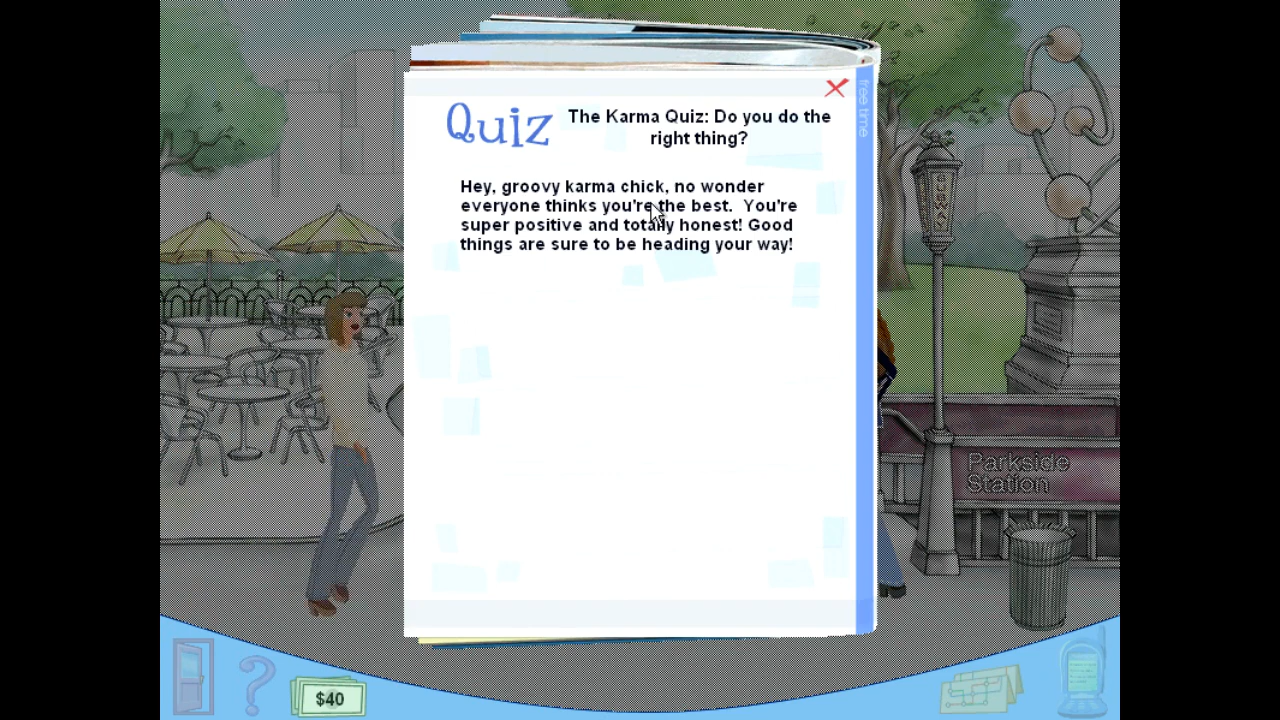 Quiz
The Karma Quiz: Do you do the
right thing?
free time
Hey, groovy karma chick, no wonder
everyone thinks you're the best.  You're
super positive and totally honest! Good
things are sure to be heading your way!
Parkside
Station
$40